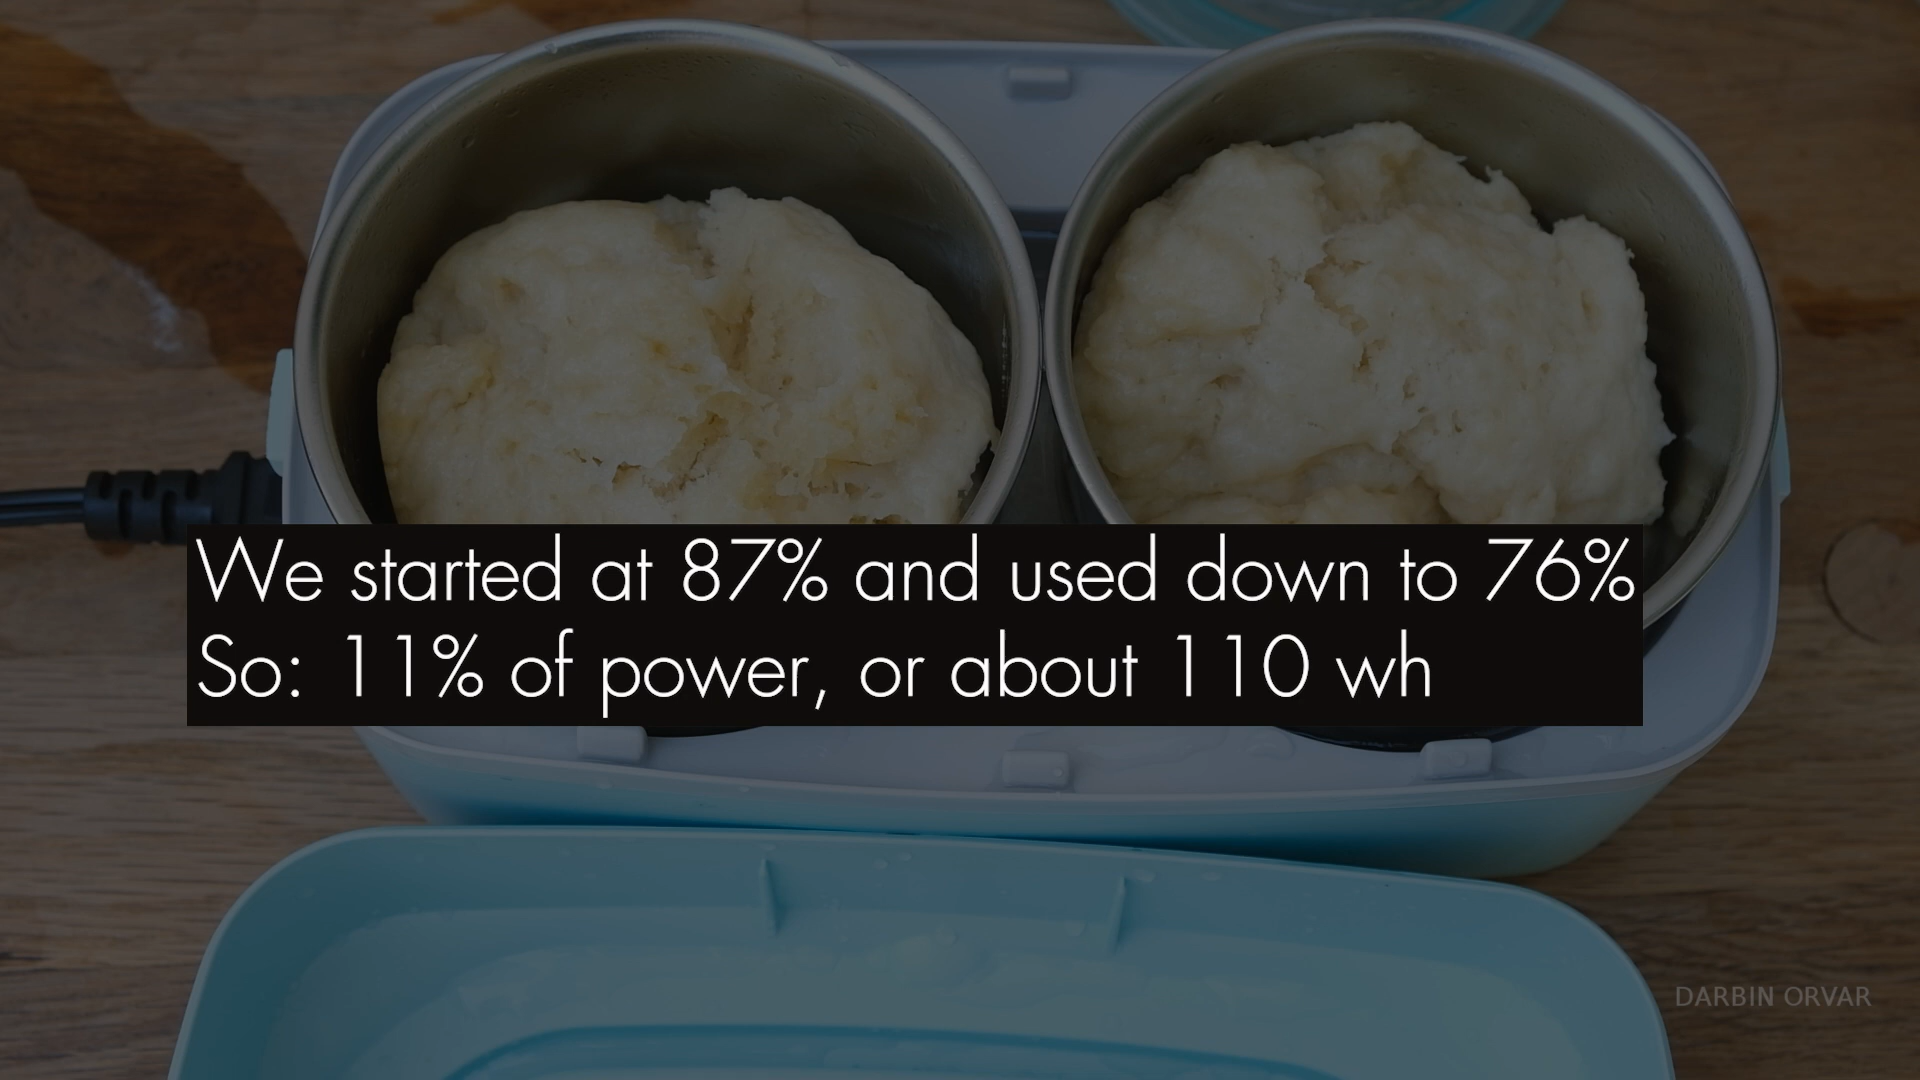 We started at 87% and used down to 76%
So: 11% of power, or about 110 wh
DARBIN ORVAR